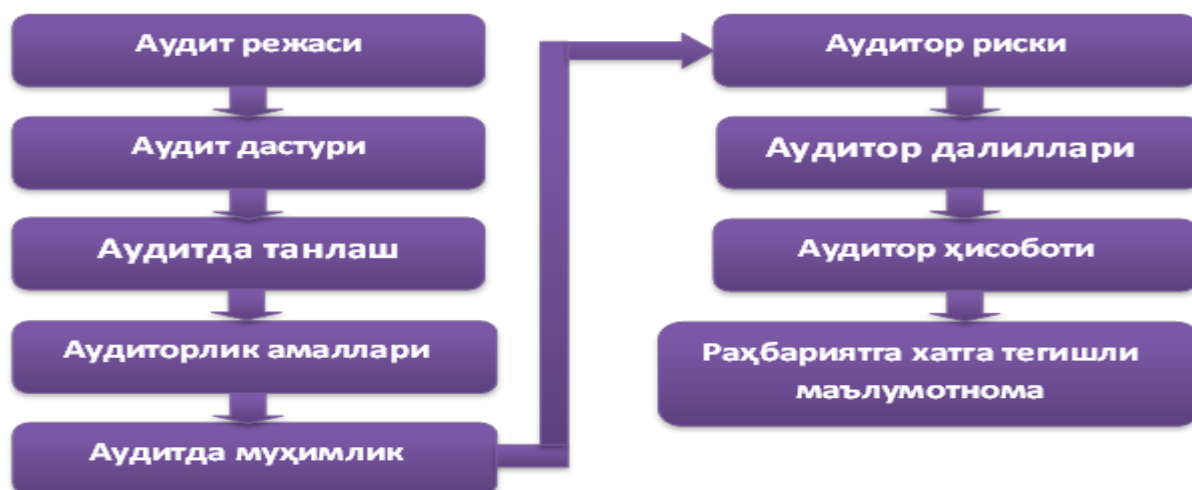 Аудит режаси
Аудит дастури
Аудитда танлаш
Аудиторлик амаллари
Аудитда муҳимлик
Аудитор риски
Аудитор далиллари
Аудитор ҳисоботи
Раҳбариятга хатга тегишли
маълумотнома